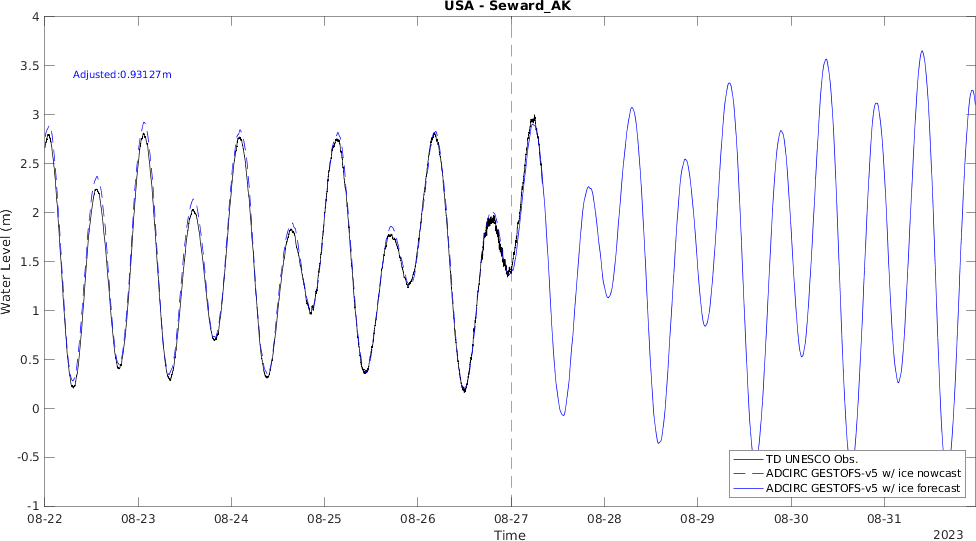 USA - Seward_AK
4
3.5
3
2.5
2
1.5
1
0.5
0
-0.5
-1
Water Level (m)
Adjusted:0.93127m
TD UNESCO Obs.
ADCIRC GESTOFS-v5 w/ ice nowcast
ADCIRC GESTOFS-v5 w/ ice forecast
08-22 08-23 08-24 08-25 08-26 08-27 08-28 08-29 08-30 08-31
Time
2023